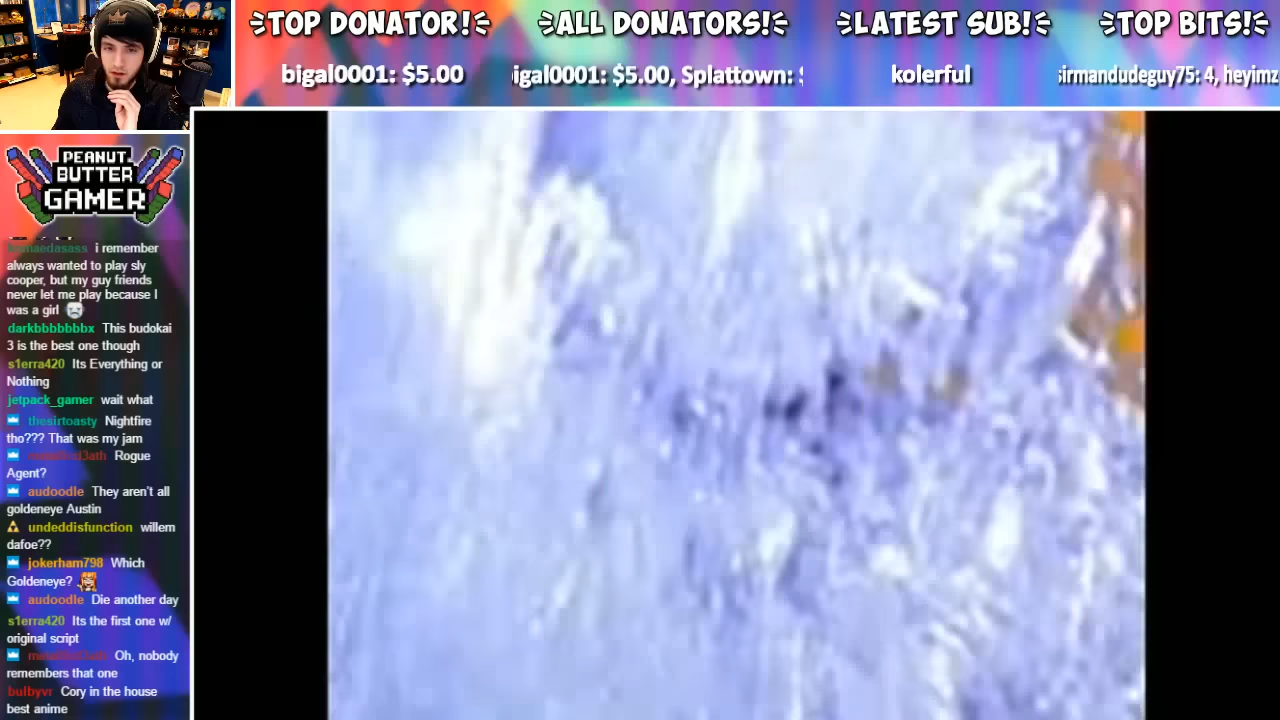 TOP DONATOR!
ALL DONATORS!
LATEST SUB!
TOP BITS!
bigal0001: $5.00
igal0001: $5.00, Splattown:
kolerful
sirmandudeguy75: 4, heyimz
PEANUT
BUTTER
GAMER
i remember
always wanted to play sly
cooper, but my guy friends
never let me play because I
was a girl
darkbbbbbbbx This budokai
3 is the best one though
s1erra420 Its Everything or
Nothing
jetpack_gamer wait what
thesirtoasty Nightfire
tho??? That was my jam
Rogue
Agent?
audoodle They aren't all
goldeneye Austin
undeddisfunction willem
dafoe??
jokerham798 Which
Goldeneye?
audoodle Die another day
s1erra420 Its the first one w/
original script
Oh, nobody
remembers that one
bulbyvr Cory in the house
best anime